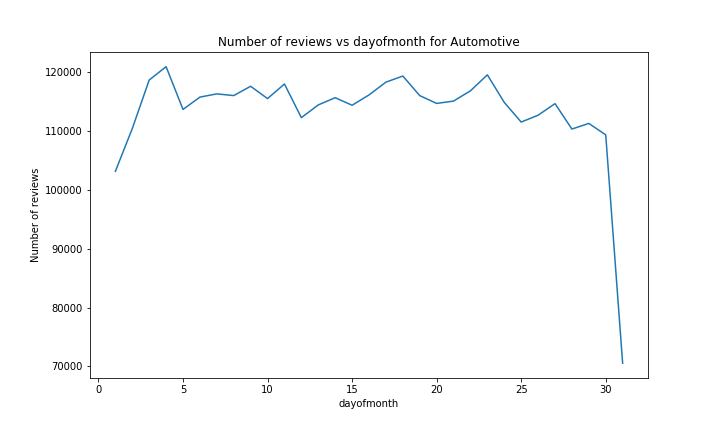 Number of reviews vs dayofmonth for Automotive
120000
110000
100000
90000
80000
70000
Number of reviews
0 5 10 15 20 25 30
dayofmonth